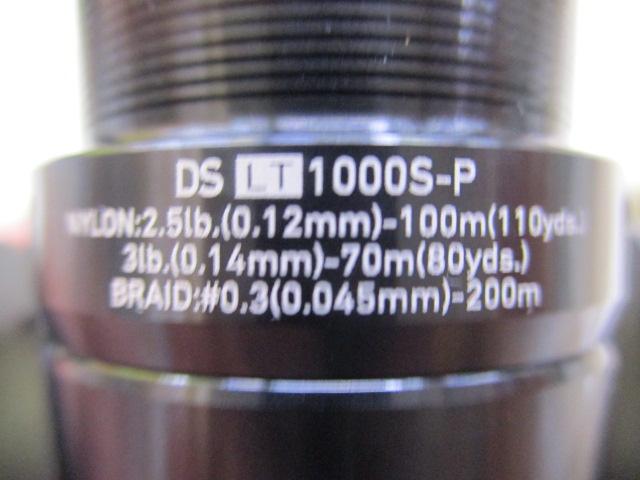 DS LT 1000S-P
NYLON:2.5lb.(0.12mm)-100m(110yds.)
3lb.(0.14mm)-70m(80yds.)
BRAID:#0.3(0.045mm)-200m